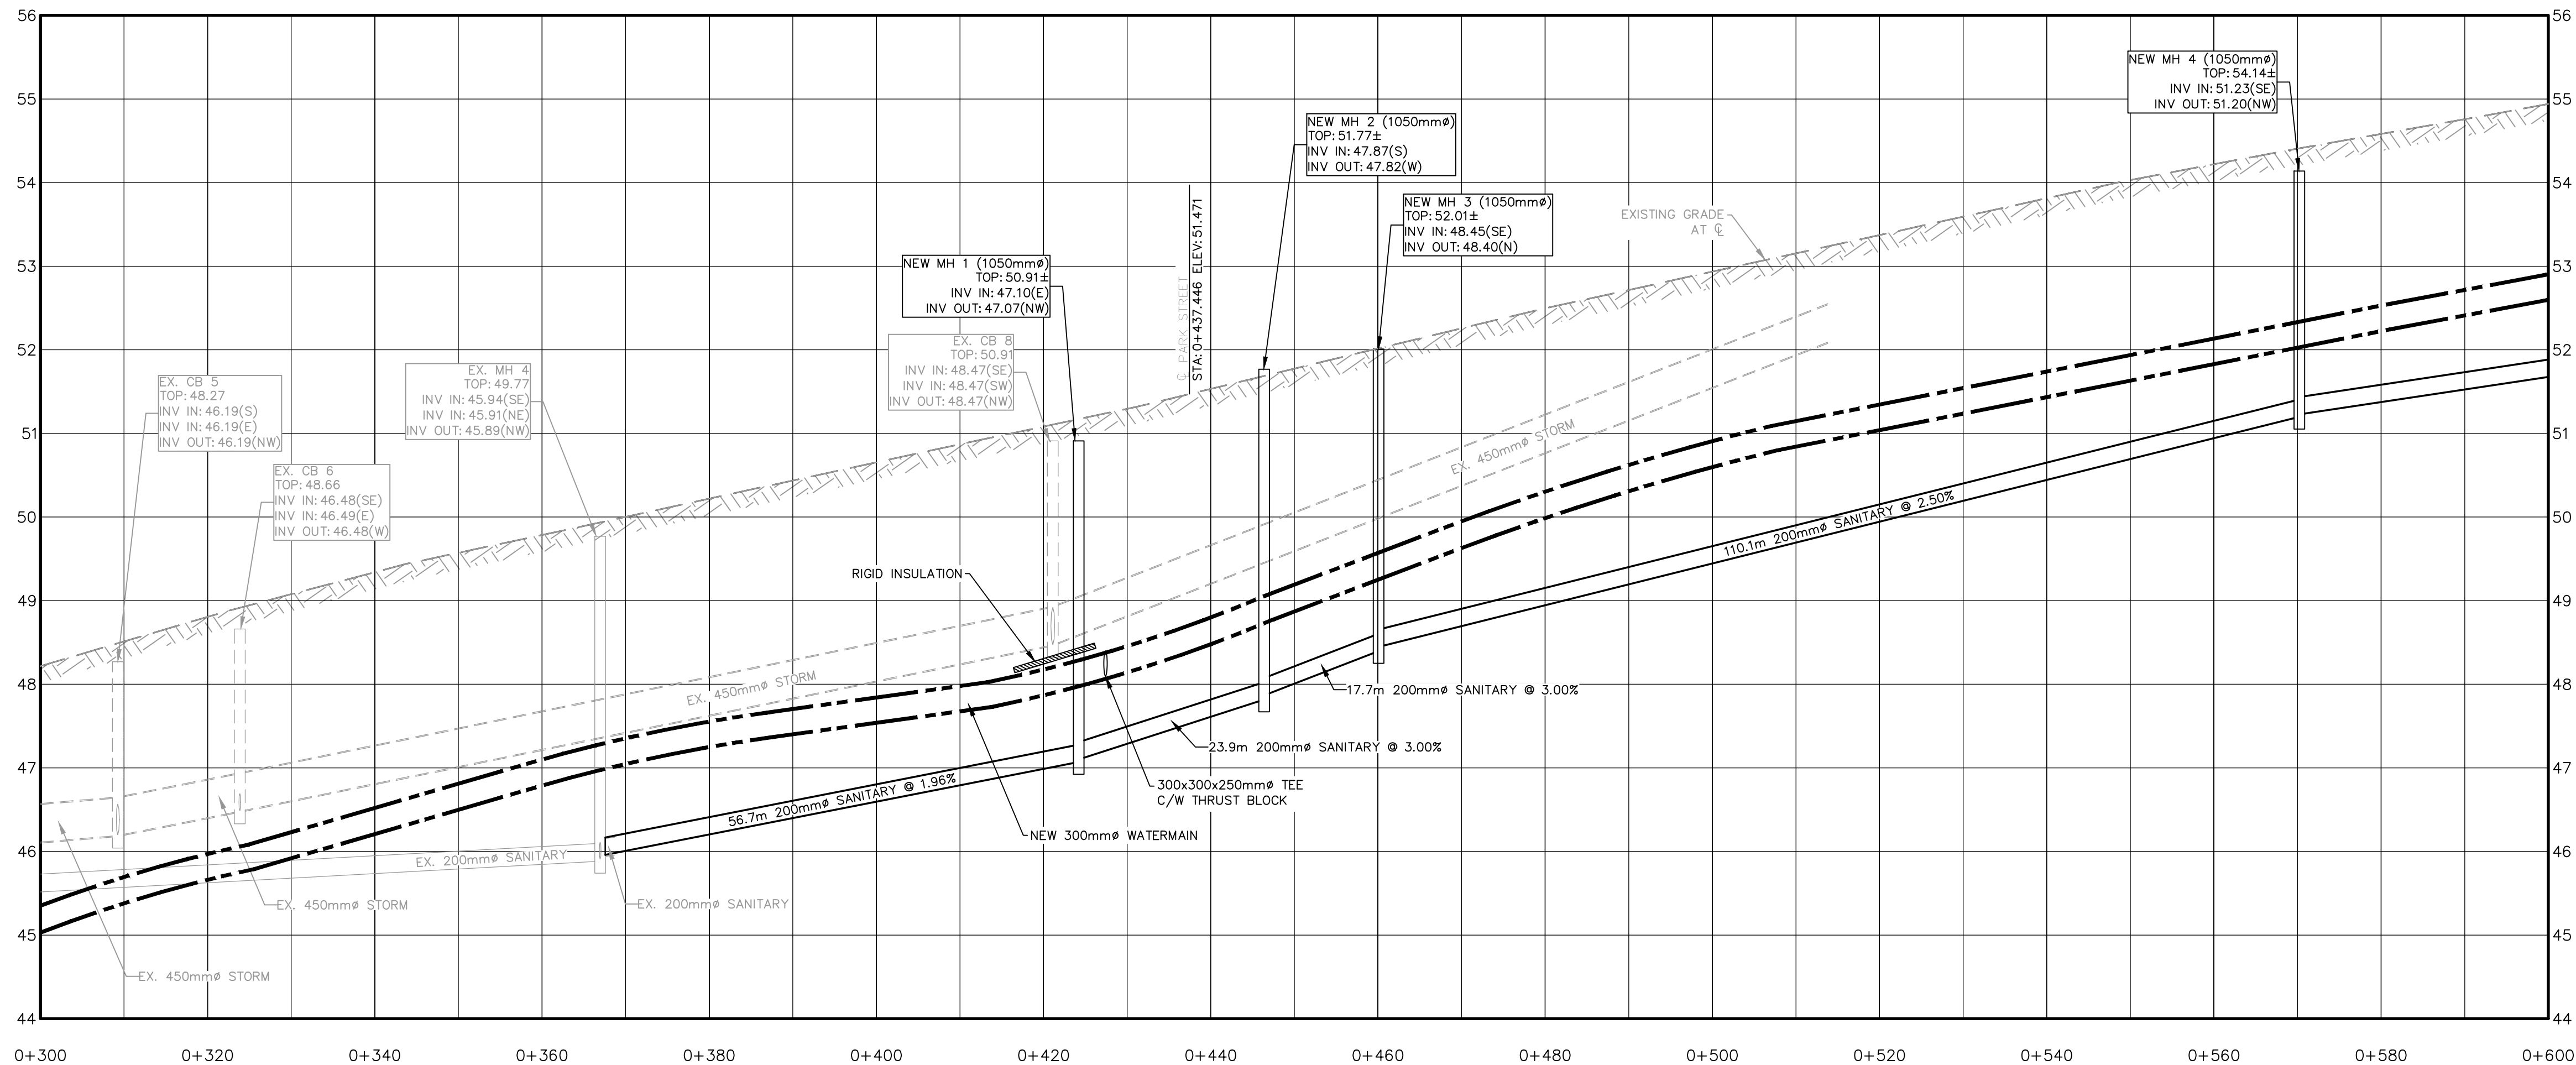 56
56
NEW MH 4 (1050mmø)
TOP: 54.14±
INV IN: 51.23(SE)
INV OUT: 51.20(NW)
55
55
NEW MH 2 (1050mmø)
TOP: 51.77±
INV IN: 47.87(S)
INV OUT: 47.82(W)
54
54
NEW MH 3 (1050mmø)
TOP: 52.01±
INV IN: 48.45(SE)
INV OUT: 48.40(N)
EXISTING GRADE
AT ℄
℄ PARK STREET
STA: 0+437.446 ELEV: 51.471
53
53
NEW MH 1 (1050mmø)
TOP: 50.91±
INV IN: 47.10(E)
INV OUT: 47.07(NW)
EX. CB 8
TOP: 50.91
INV IN: 48.47(SE)
INV IN: 48.47(SW)
INV OUT: 48.47(NW)
52
52
EX. MH 4
TOP: 49.77
INV IN: 45.94(SE)
INV IN: 45.91(NE)
INV OUT: 45.89(NW)
EX. CB 5
TOP: 48.27
INV IN: 46.19(S)
INV IN: 46.19(E)
INV OUT: 46.19(NW)
51
51
EX. CB 6
TOP: 48.66
INV IN: 46.48(SE)
INV IN: 46.49(E)
INV OUT: 46.48(W)
EX. 450mmø STORM
50
50
110.1m 200mmø SANITARY @ 2.50%
RIGID INSULATION
49
49
EX. 450mmø STORM
48
48
17.7m 200mmø SANITARY @ 3.00%
23.9m 200mmø SANITARY @ 3.00%
47
47
56.7m 200mmø SANITARY @ 1.96%
300x300x250mmø TEE
C/W THRUST BLOCK
NEW 300mmø WATERMAIN
46
46
EX. 200mmø SANITARY
EX. 450mmø STORM
EX. 200mmø SANITARY
45
45
EX. 450mmø STORM
44
44
0+300
0+320
0+340
0+360
0+380
0+400
0+420
0+440
0+460
0+480
0+500
0+520
0+540
0+560
0+580
0+600